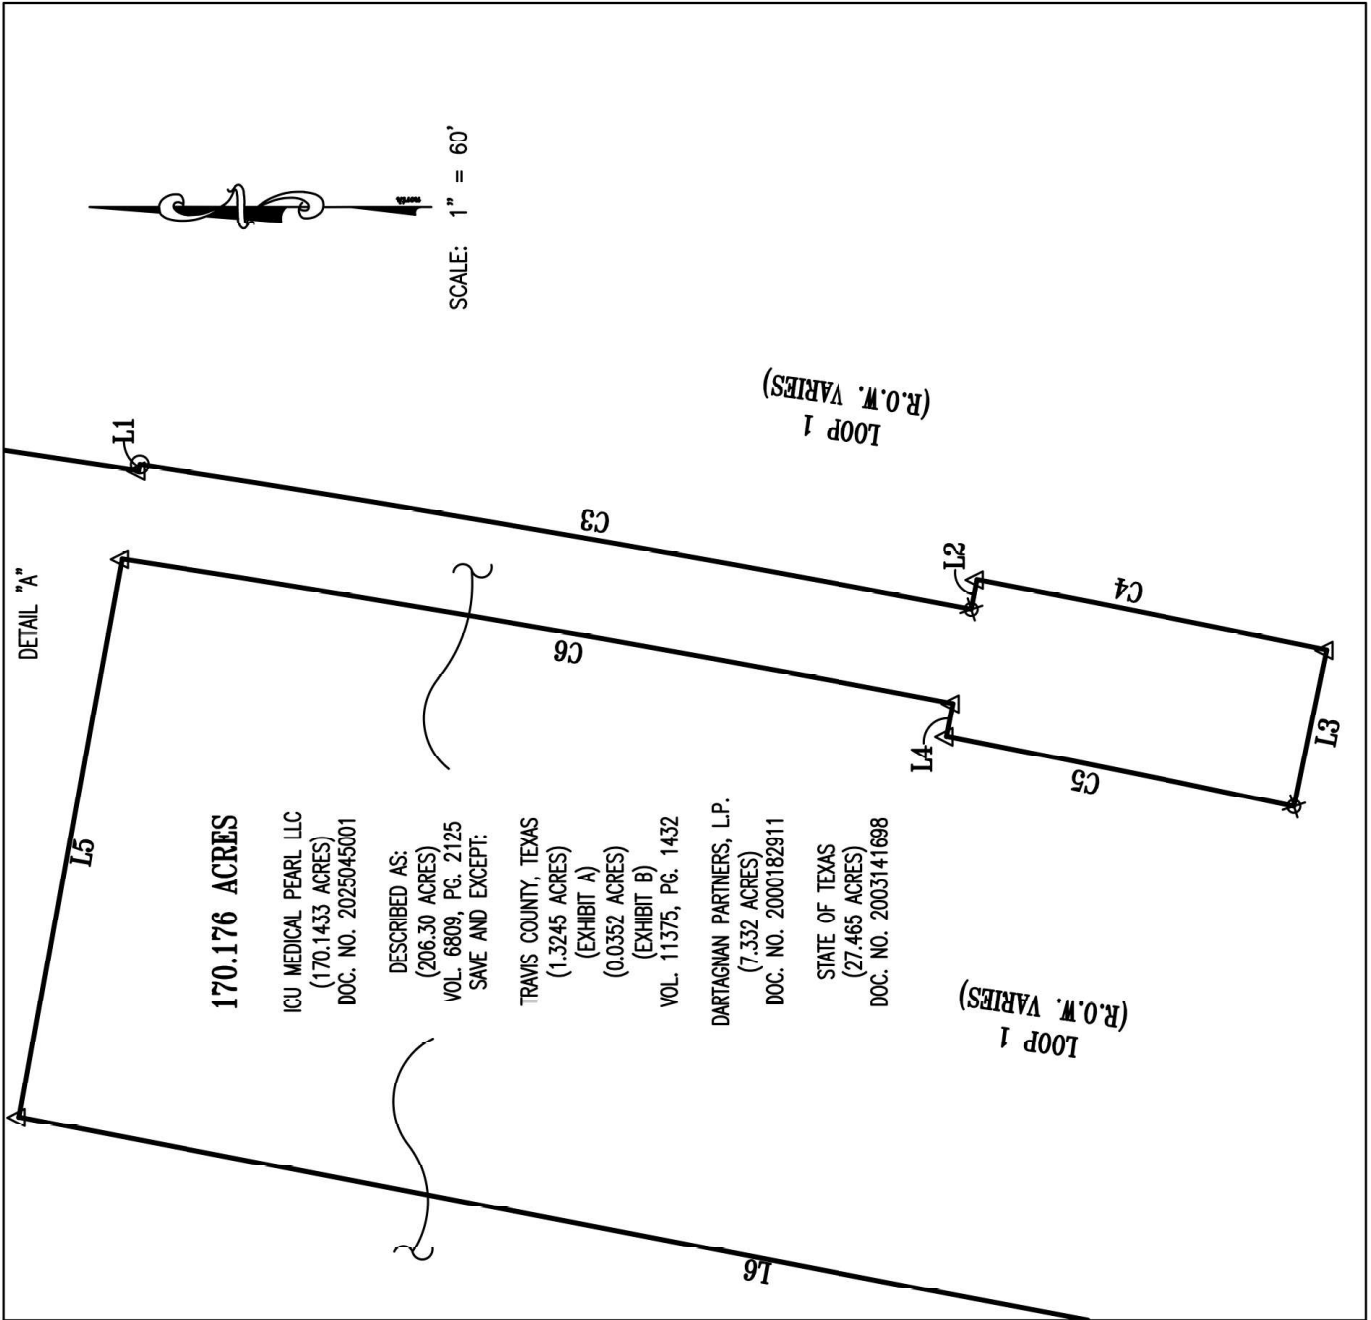 DETAIL "A"
north
SCALE: 1" = 60'
L1
L5
C3
C6
LOOP 1
(R.O.W. VARIES)
L2
C4
L4
C5
L3
170.176 ACRES
ICU MEDICAL PEARL LLC
(170.1433 ACRES)
DOC. NO. 2025045001
DESCRIBED AS:
(206.30 ACRES)
VOL. 6809, PG. 2125
SAVE AND EXCEPT:
TRAVIS COUNTY, TEXAS
(1.3245 ACRES)
(EXHIBIT A)
(0.0352 ACRES)
(EXHIBIT B)
VOL. 11375, PG. 1432
DARTAGNAN PARTNERS, L.P.
(7.332 ACRES)
DOC. NO. 2000182911
STATE OF TEXAS
(27.465 ACRES)
DOC. NO. 2003141698
LOOP 1
(R.O.W. VARIES)
L6